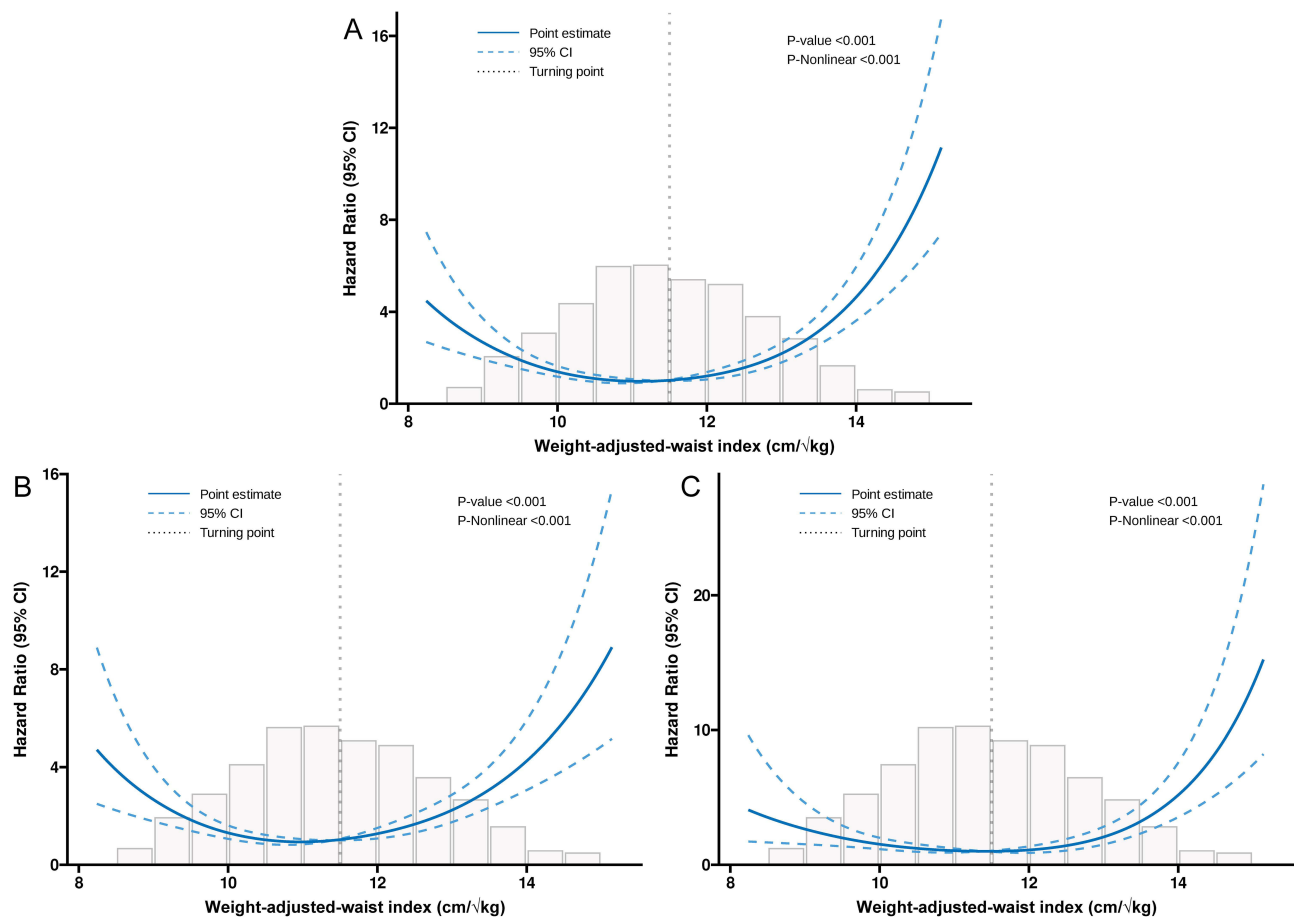 A
Point estimate
95% CI
Turning point
P-value <0.001
P-Nonlinear <0.001
Hazard Ratio (95% CI)
16
12
8
4
0
8 10 12 14
Weight-adjusted-waist index (cm/√kg)
B
Point estimate
95% CI
Turning point
P-value <0.001
P-Nonlinear <0.001
Hazard Ratio (95% CI)
16
12
8
4
0
8 10 12 14
Weight-adjusted-waist index (cm/√kg)
C
Point estimate
95% CI
Turning point
P-value <0.001
P-Nonlinear <0.001
Hazard Ratio (95% CI)
20
10
0
8 10 12 14
Weight-adjusted-waist index (cm/√kg)